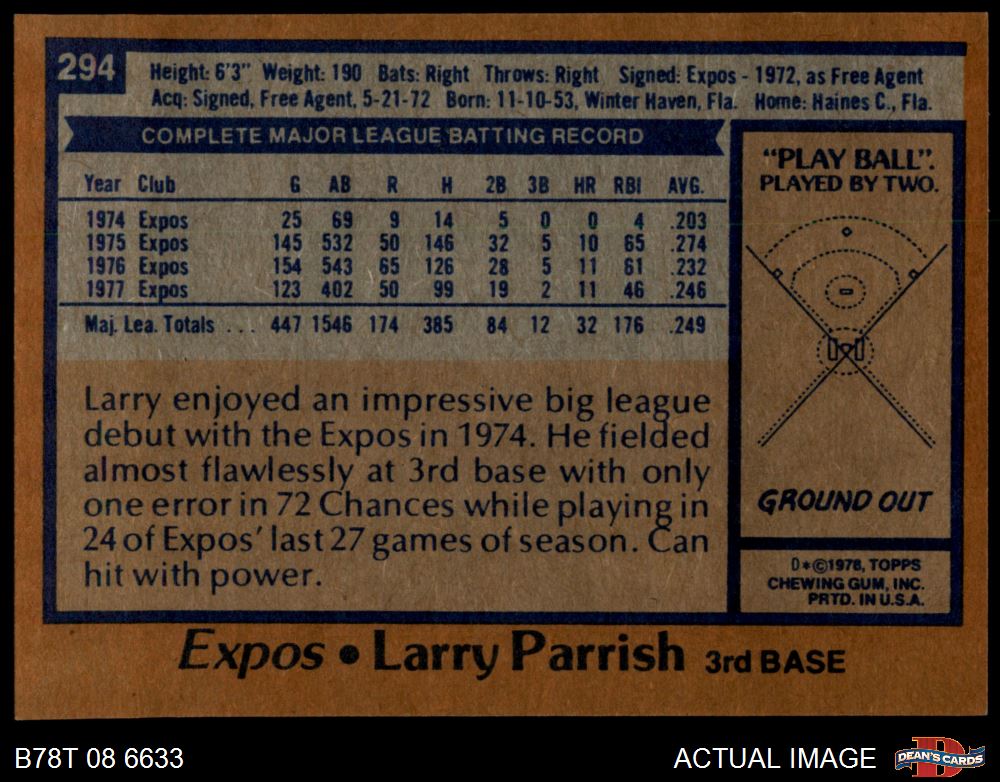 294
Height: 6'3" Weight: 190 Bats: Right Throws: Right Signed: Expos - 1972, as Free Agent
Acq: Signed, Free Agent, 5-21-72 Born: 11-10-53, Winter Haven, Fla. Home: Haines C., Fla.
COMPLETE MAJOR LEAGUE BATTING RECORD
Year Club G AB R H 2B 3B HR RBI AVG.
1974 Expos 25 69 9 14 5 0 0 4 .203
1975 Expos 145 532 50 146 32 5 10 65 .274
1976 Expos 154 543 65 126 28 5 11 61 .232
1977 Expos 123 402 50 99 19 2 11 46 .246
Maj. Lea. Totals . . . 447 1546 174 385 84 12 32 176 .249
Larry enjoyed an impressive big league
debut with the Expos in 1974. He fielded
almost flawlessly at 3rd base with only
one error in 72 Chances while playing in
24 of Expos' last 27 games of season. Can
hit with power.
"PLAY BALL".
PLAYED BY TWO.
GROUND OUT
D*©1978, TOPPS
CHEWING GUM, INC.
PRTD. IN U.S.A.
Expos • Larry Parrish 3rd BASE
B78T 08 6633
ACTUAL IMAGE
D
DEAN'S CARDS